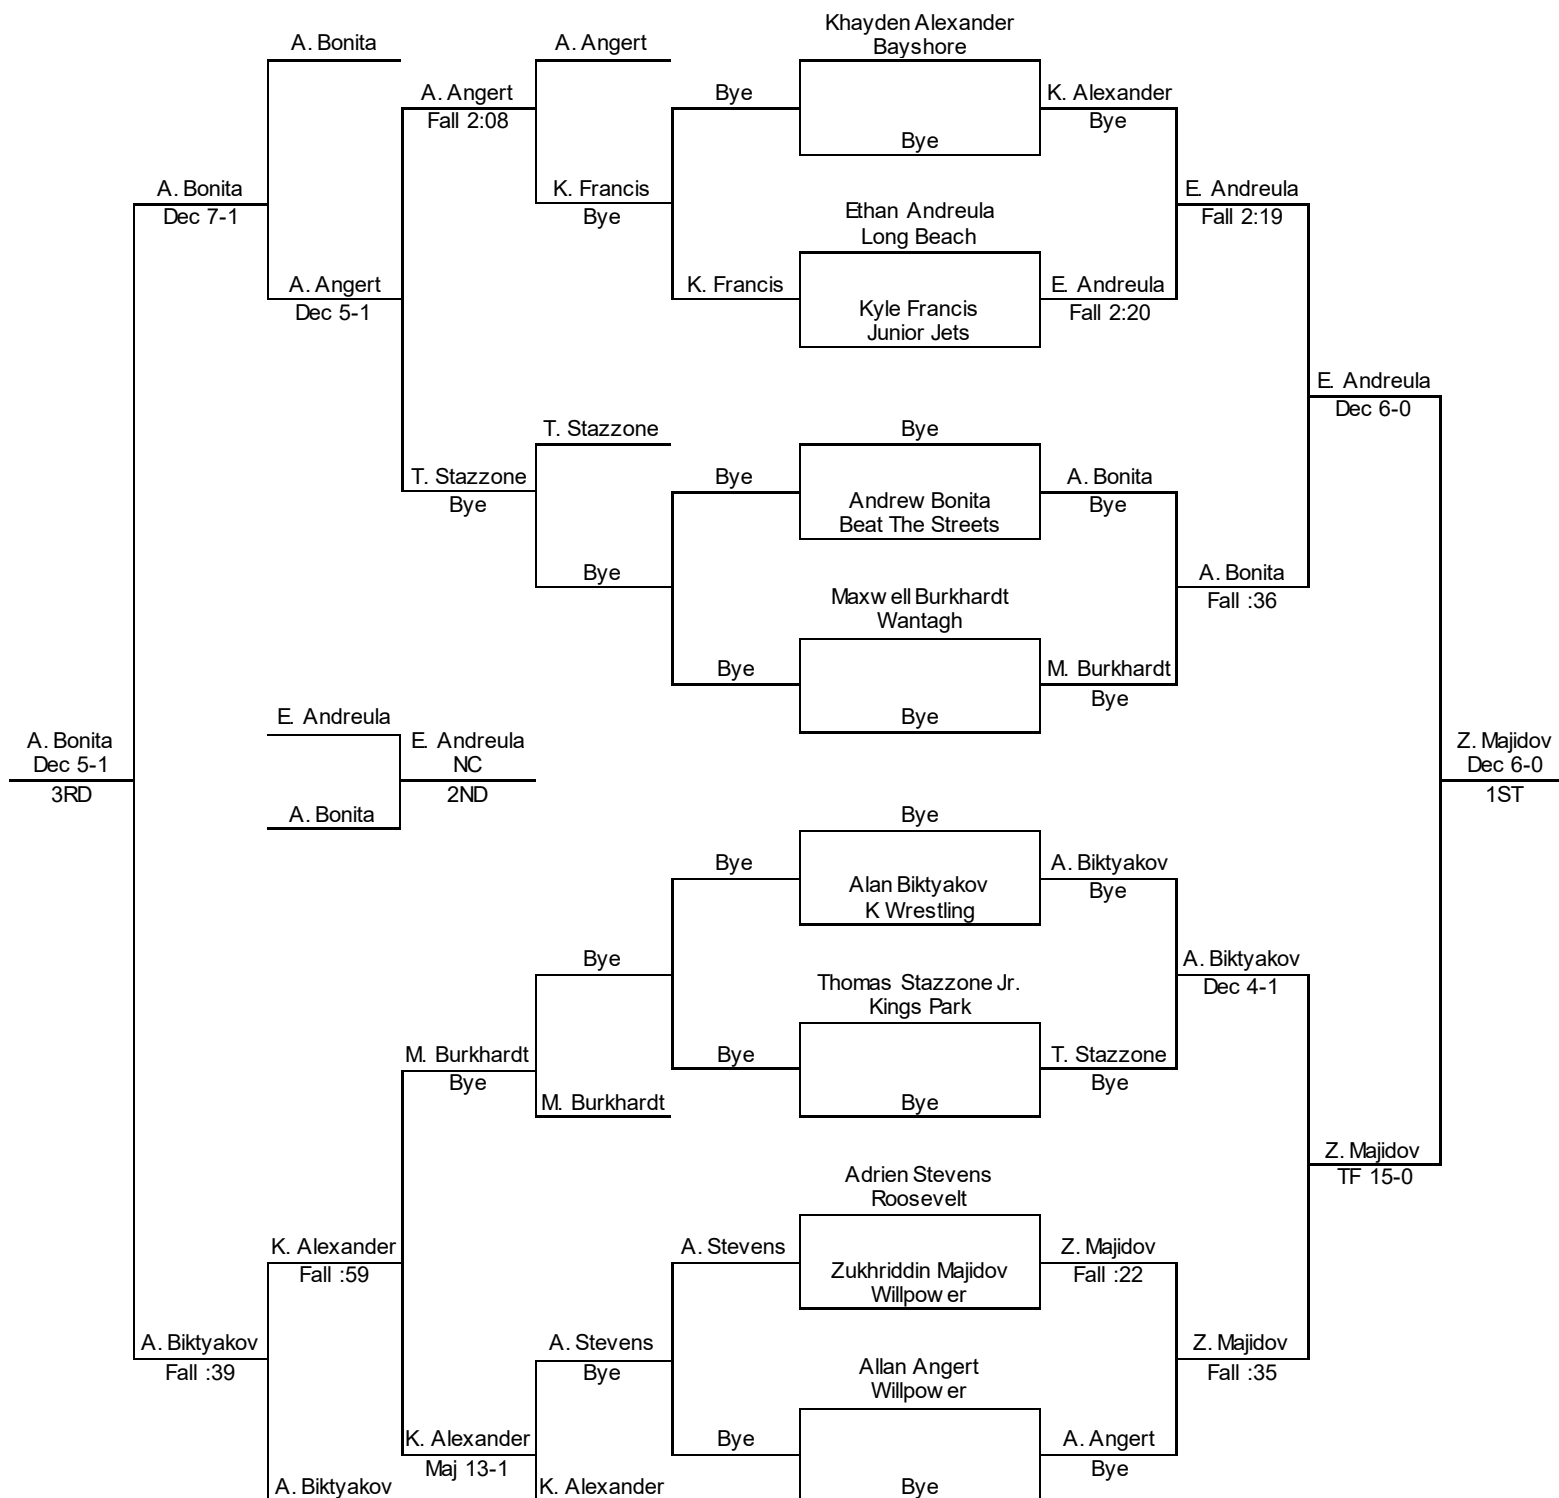 Khayden Alexander
Bayshore
A. Bonita
A. Angert
A. Angert
Fall 2:08
Bye
K. Alexander
Bye
Bye
A. Bonita
Dec 7-1
K. Francis
Bye
E. Andreula
Fall 2:19
Ethan Andreula
Long Beach
A. Angert
Dec 5-1
K. Francis
E. Andreula
Fall 2:20
Kyle Francis
Junior Jets
E. Andreula
Dec 6-0
T. Stazzone
Bye
T. Stazzone
Bye
Bye
A. Bonita
Bye
Andrew Bonita
Beat The Streets
Bye
A. Bonita
Fall :36
Maxwell Burkhardt
Wantagh
Bye
M. Burkhardt
Bye
Bye
E. Andreula
A. Bonita
Dec 5-1
3RD
E. Andreula
NC
2ND
Z. Majidov
Dec 6-0
1ST
A. Bonita
Bye
Bye
A. Biktyakov
Bye
Alan Biktyakov
K Wrestling
Bye
A. Biktyakov
Dec 4-1
Thomas Stazzone Jr.
Kings Park
M. Burkhardt
Bye
Bye
T. Stazzone
Bye
M. Burkhardt
Bye
Z. Majidov
TF 15-0
Adrien Stevens
Roosevelt
K. Alexander
Fall :59
A. Stevens
Z. Majidov
Fall :22
Zukhriddin Majidov
Willpower
A. Biktyakov
Fall :39
A. Stevens
Bye
Z. Majidov
Fall :35
Allan Angert
Willpower
K. Alexander
Maj 13-1
Bye
A. Angert
Bye
A. Biktyakov
K. Alexander
Bye